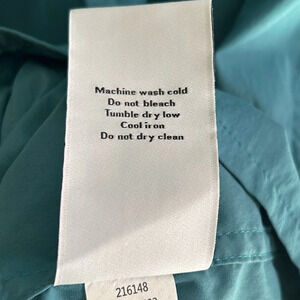 Machine wash cold
Do not bleach
Tumble dry low
Cool iron
Do not dry clean
216148